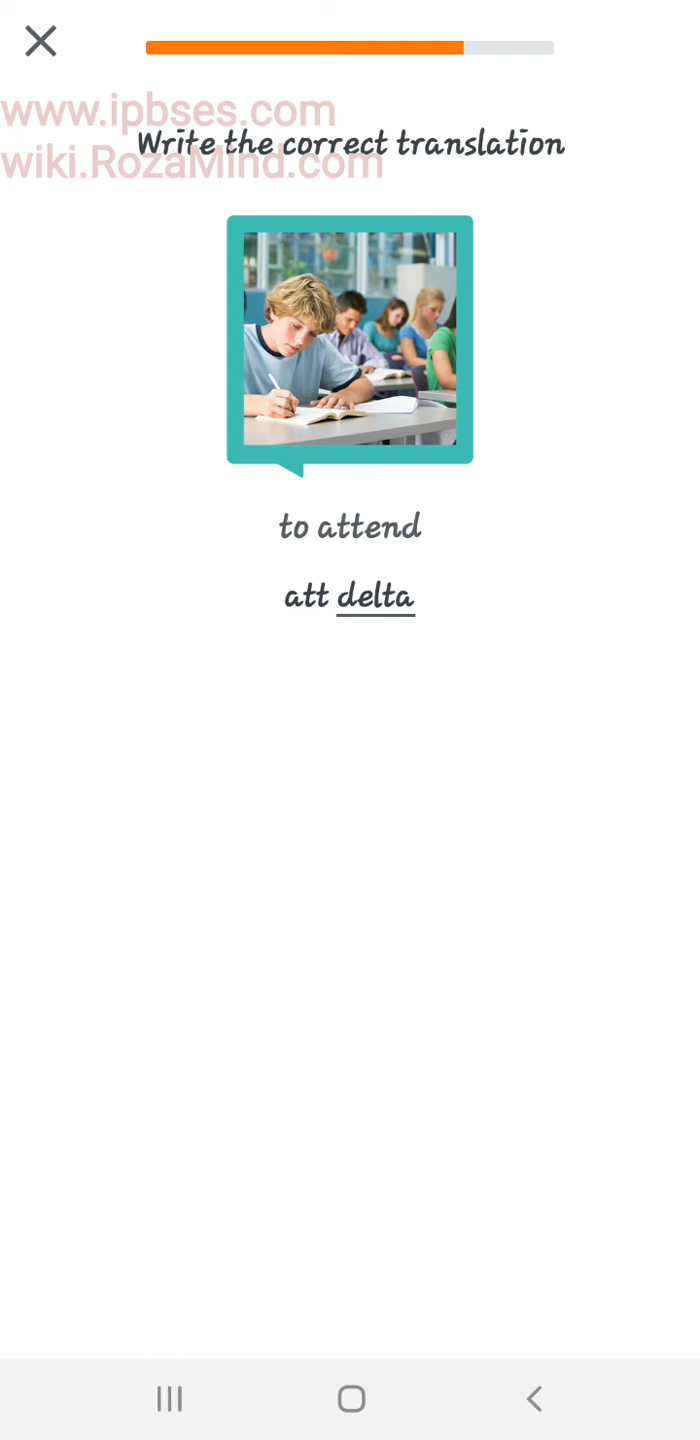 www.ipbses.com
Write the correct translation
wiki.RozaMind.com
to attend
att delta